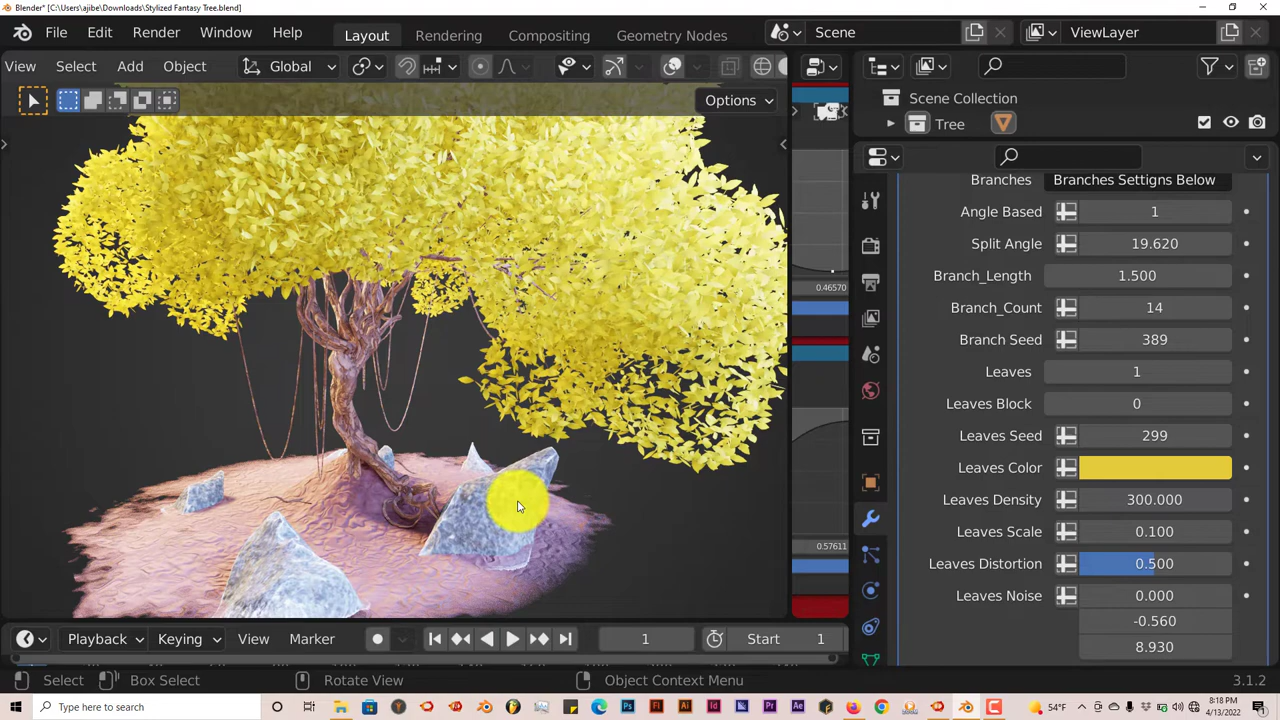 Blender* [C:\Users\ajibe\Downloads\Stylized Fantasy Tree.blend]
File Edit Render Window Help Layout Rendering Compositing Geometry Nodes Scene ViewLayer
View Select Add Object Global
Options
Scene Collection
Tree
Branches Branches Settigns Below
Angle Based 1
Split Angle 19.620
Branch_Length 1.500
0.46570
Branch_Count 14
Branch Seed 389
Leaves 1
Leaves Block 0
Leaves Seed 299
Leaves Color
Leaves Density 300.000
Leaves Scale 0.100
0.57611
Leaves Distortion 0.500
Leaves Noise 0.000
-0.560
8.930
Playback Keying View Marker 1 Start 1
Select Box Select Rotate View Object Context Menu 3.1.2
Type here to search 54°F 8:18 PM
4/13/2022